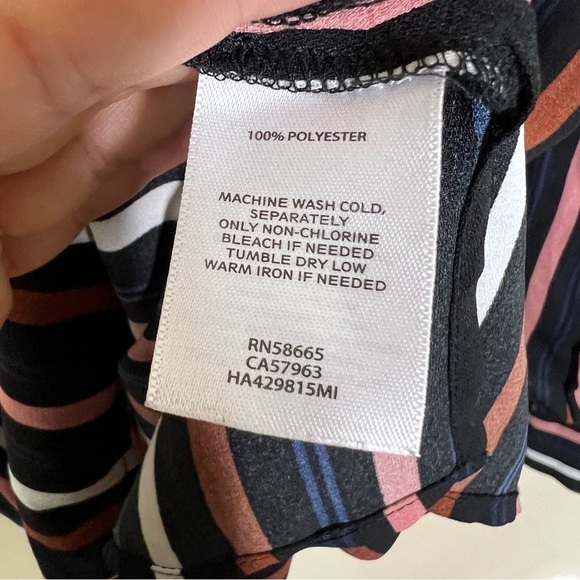 100% POLYESTER
MACHINE WASH COLD,
SEPARATELY
ONLY NON-CHLORINE
BLEACH IF NEEDED
TUMBLE DRY LOW
WARM IRON IF NEEDED
RN58665
CA57963
HA429815MI